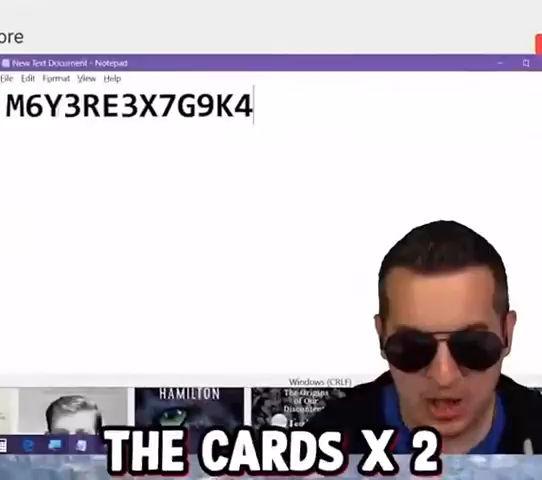 ore
New Text Document - Notepad
File Edit Format View Help
M6Y3RE3X7G9K4
Windows (CRLF)
HAMILTON
The Origins
of Our
THE CARDS X 2